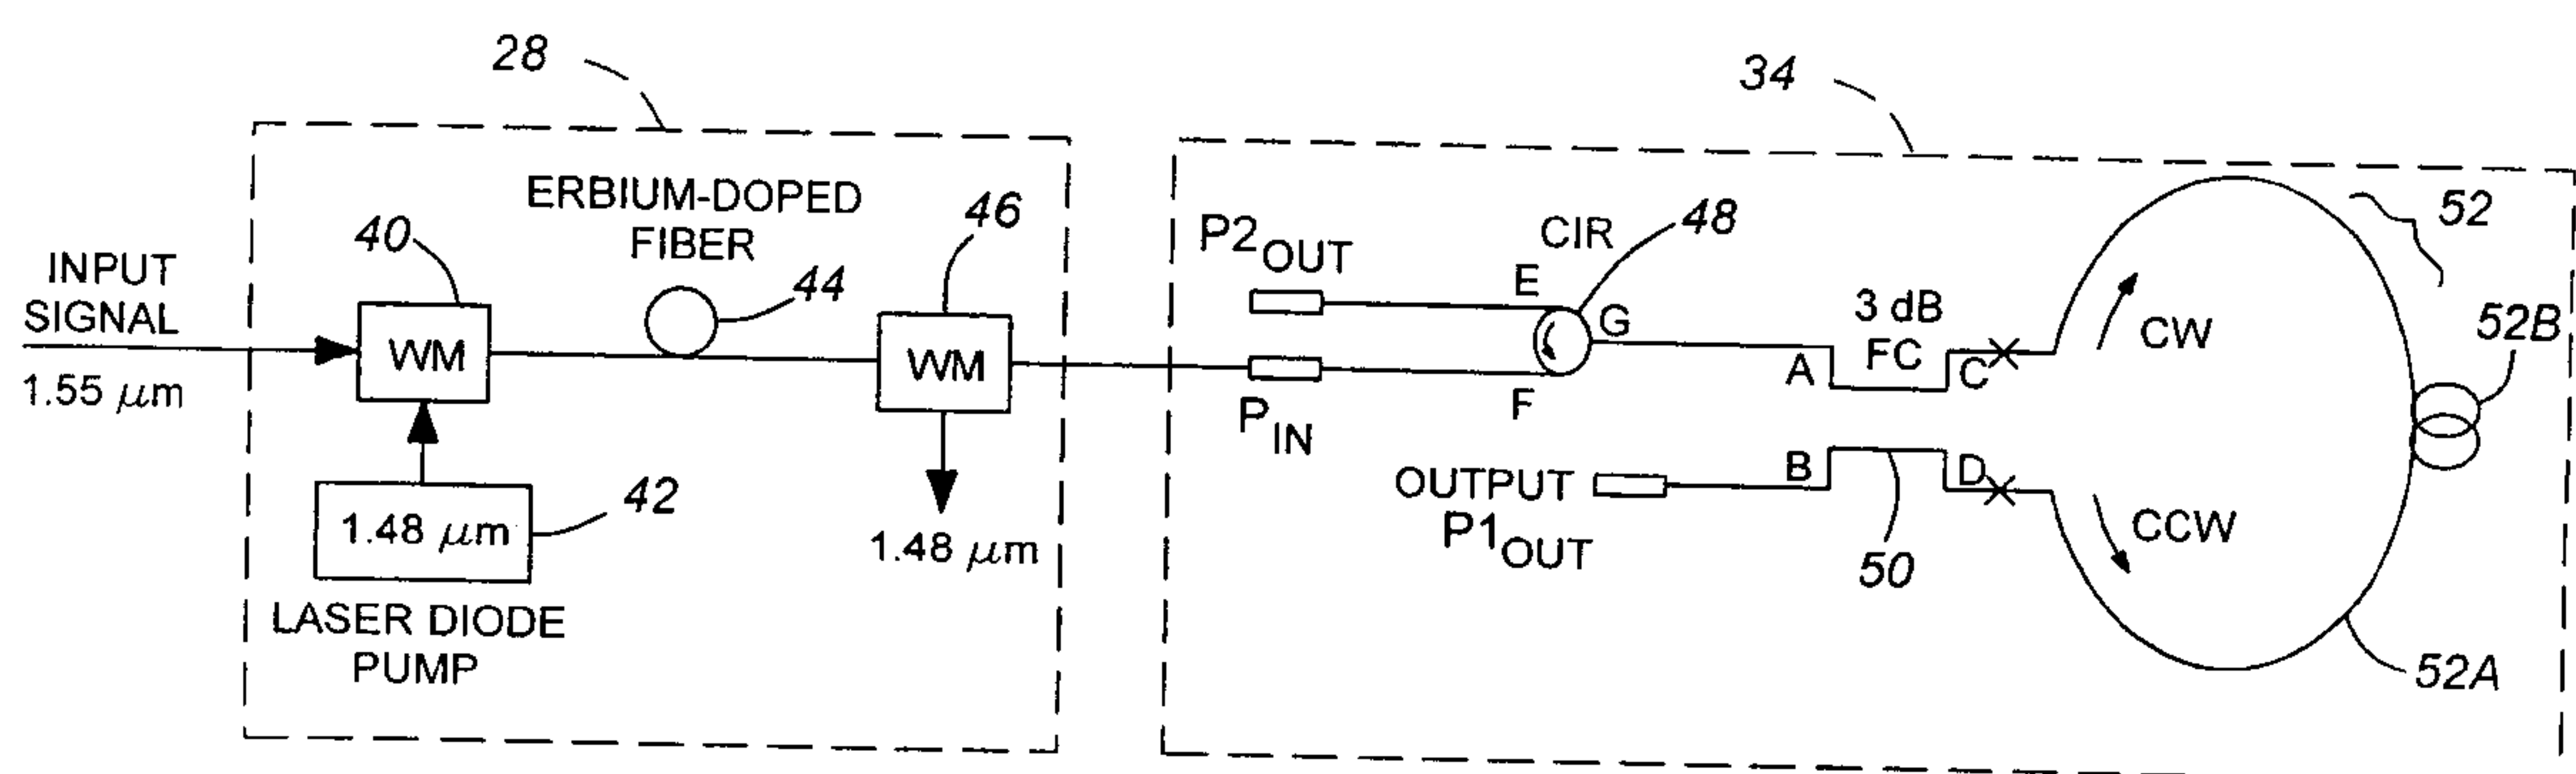 28
34
ERBIUM-DOPED
FIBER
40
46
44
INPUT
SIGNAL
1.55 μm
WM
WM
1.48 μm
42
LASER DIODE
PUMP
1.48 μm
P2OUT
E
CIR
48
G
F
PIN
3 dB
FC
A
C
B
D
50
OUTPUT
P1OUT
CW
CCW
52
52B
52A